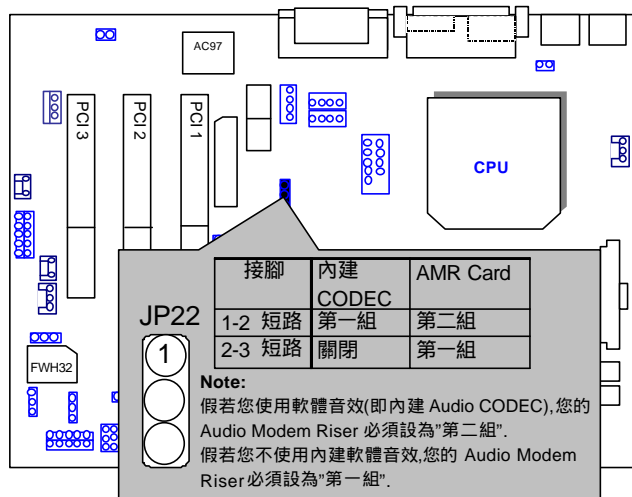 AC97
PCI 3
PCI 2
PCI 1
CPU
FWH32
JP22
1
接腳 內建 CODEC AMR Card
1-2 短路 第一組 第二組
2-3 短路 關閉 第一組
Note:
假若您使用軟體音效(即內建 Audio CODEC),您的
Audio Modem Riser 必須設為”第二組”.
假若您不使用內建軟體音效,您的 Audio Modem
Riser必須設為”第一組”.